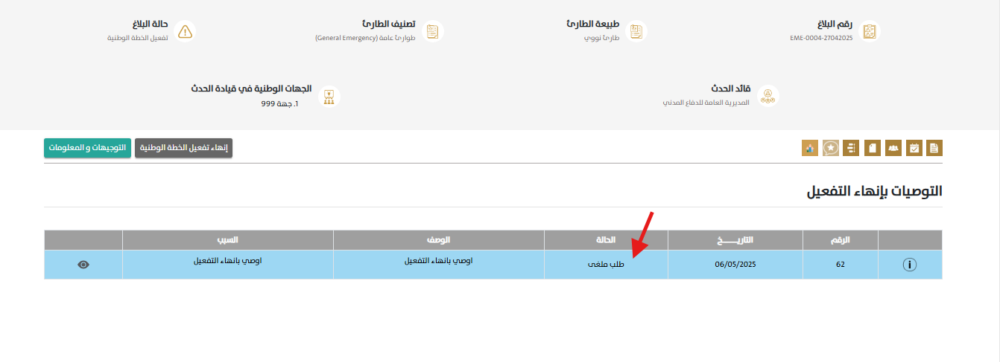 رقم البلاغ
EME-0004-27042025
طبيعة الطارئ
طارئ نووي
تصنيف الطارئ
طوارئ عامة (General Emergency)
حالة البلاغ
تفعيل الخطة الوطنية
قائد الحدث
المديرية العامة للدفاع المدني
الجهات الوطنية في قيادة الحدث
1. جهة 999
إنهاء تفعيل الخطة الوطنية
التوجيهات و المعلومات
التوصيات بإنهاء التفعيل
الرقم التاريـــــخ الحالة الوصف السبب
62 06/05/2025 طلب ملغى اوصي بانهاء التفعيل اوصي بانهاء التفعيل